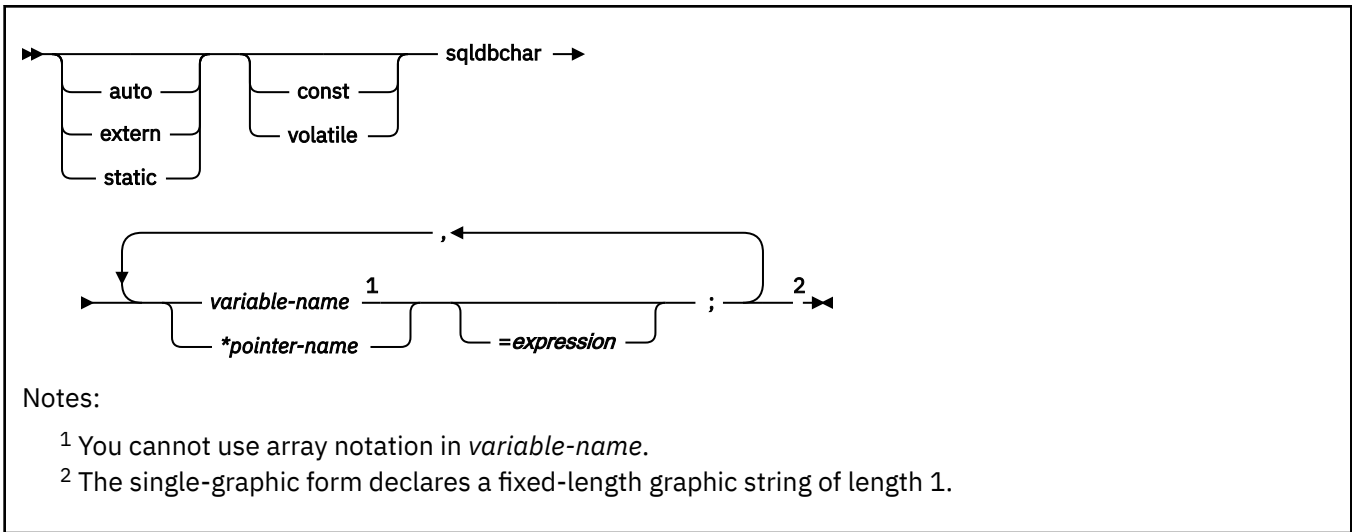 sqldbchar
auto const
extern volatile
static
,
variable-name 1 ; 2
*pointer-name =expression
Notes:
1 You cannot use array notation in variable-name.
2 The single-graphic form declares a fixed-length graphic string of length 1.